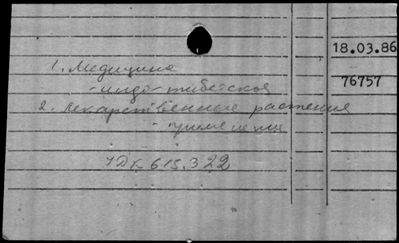 18.03.86
1. Медицина
- индо-тибетская
76757
2. Лекарственные растения
- применение
УДК 615.322